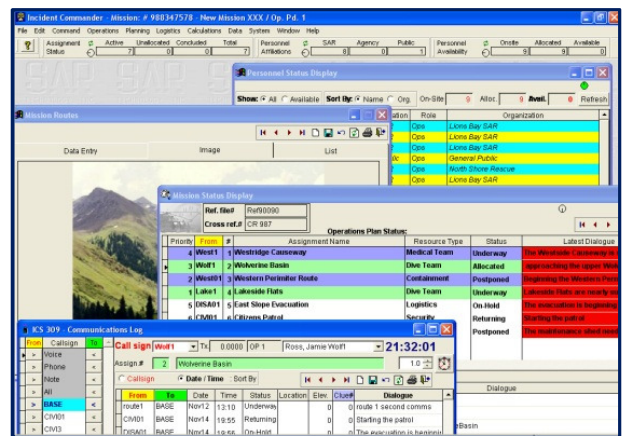 Incident Commander - Mission: # 988347578 - New Mission XXX / Op. Pd. 1
File Edit Command Operations Planning Logistics Calculations Data System Window Help
Assignment Status Active Unallocated Concluded Total
7 0 0 7
Personnel Affiliations SAR Agency Public
8 0 1
Personnel Availability Onsite Allocated Available
9 9 0
Personnel Status Display
Show: All Available Sort By: Name Org. On-Site 9 Alloc. 9 Avail. 0 Refresh
Role Organization
Ops Lions Bay SAR
Ops Lions Bay SAR
Ops Lions Bay SAR
Ops General Public
Ops North Shore Rescue
Ops Lions Bay SAR
Mission Routes
Data Entry Image List
Mission Status Display
Ref. file# Ref90090
Cross ref.# CR 987
Operations Plan Status:
Priority From # Assignment Name Resource Type Status Latest Dialogue
4 West1 1 Westridge Causeway Medical Team Underway The Westside Causeway is
3 Wolf1 2 Wolverine Basin Dive Team Allocated approaching the upper
2 West01 3 Western Perimiter Route Containment Postponed Beginning the Western
1 Lake1 4 Lakeside Flats Dive Team Underway Lakeside Flats are nearly
5 DISA01 5 East Slope Evacuation Logistics On-Hold The evacuation is beginning
6 CIVI01 6 Citizens Patrol Security Returning Starting the patrol
Postponed The maintenance shed
Dialogue
ICS 309 - Communications Log
From Callsign To
> Voice <
> Phone <
> Note <
> All <
> BASE <
> CIVI01 <
> CIVI3 <
Call sign Wolf1 Tx. 0.0000 OP 1 Ross, Jamie Wolf1 21:32:01
Assign.# 2 Wolverine Basin 1.0
Callsign Date / Time : Sort By
From To Date Time Status Location Elev. Clue# Dialogue
route1 BASE Nov12 13:10 Underway 0 0 route 1 second comms
CIVI01 BASE Nov14 19:55 Returning 0 0 Starting the patrol
DISA01 BASE Nov14 19:56 On-Hold 0 0 The evacuation is beginning